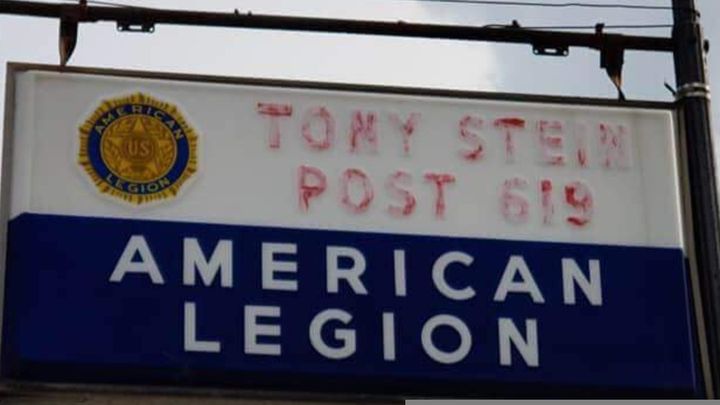 AMERICAN
US
LEGION
TONY STEIN
POST 619
AMERICAN
LEGION